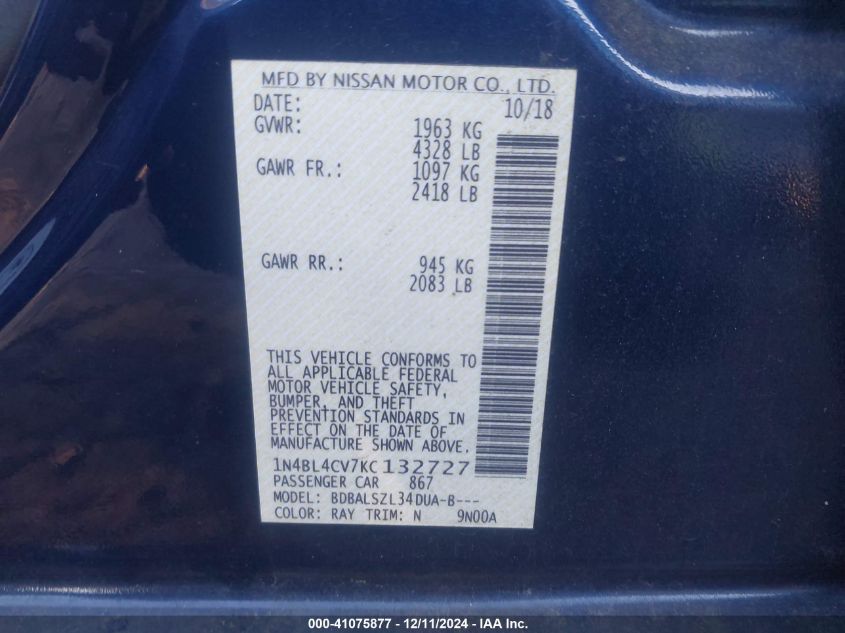 MFD BY NISSAN MOTOR CO., LTD.
DATE: 10/18
GVWR: 1963 KG
4328 LB
GAWR FR.: 1097 KG
2418 LB
GAWR RR.: 945 KG
2083 LB
THIS VEHICLE CONFORMS TO
ALL APPLICABLE FEDERAL
MOTOR VEHICLE SAFETY,
BUMPER, AND THEFT
PREVENTION STANDARDS IN
EFFECT ON THE DATE OF
MANUFACTURE SHOWN ABOVE.
1N4BL4CV7KC132727
PASSENGER CAR 867
MODEL: BDBALSZL34DUA-B---
COLOR: RAY TRIM: N 9N00A
000-41075877 - 12/11/2024 - IAA Inc.